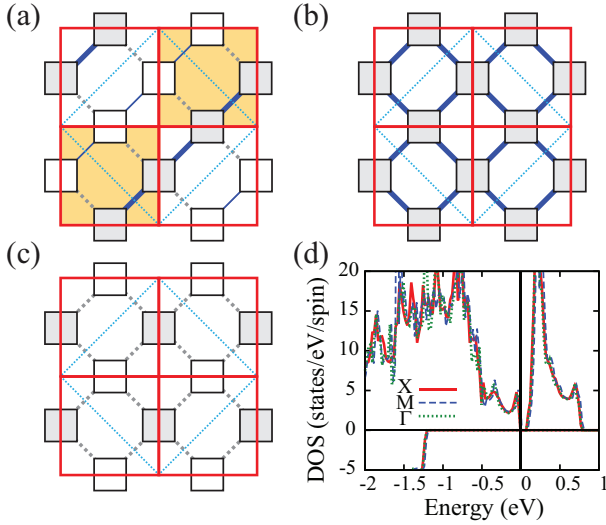 (a)
(b)
(c)
(d)
DOS (states/eV/spin)
20
15
10
5
0
-5
X
M
Γ
-2
-1.5
-1
-0.5
0
0.5
1
Energy (eV)